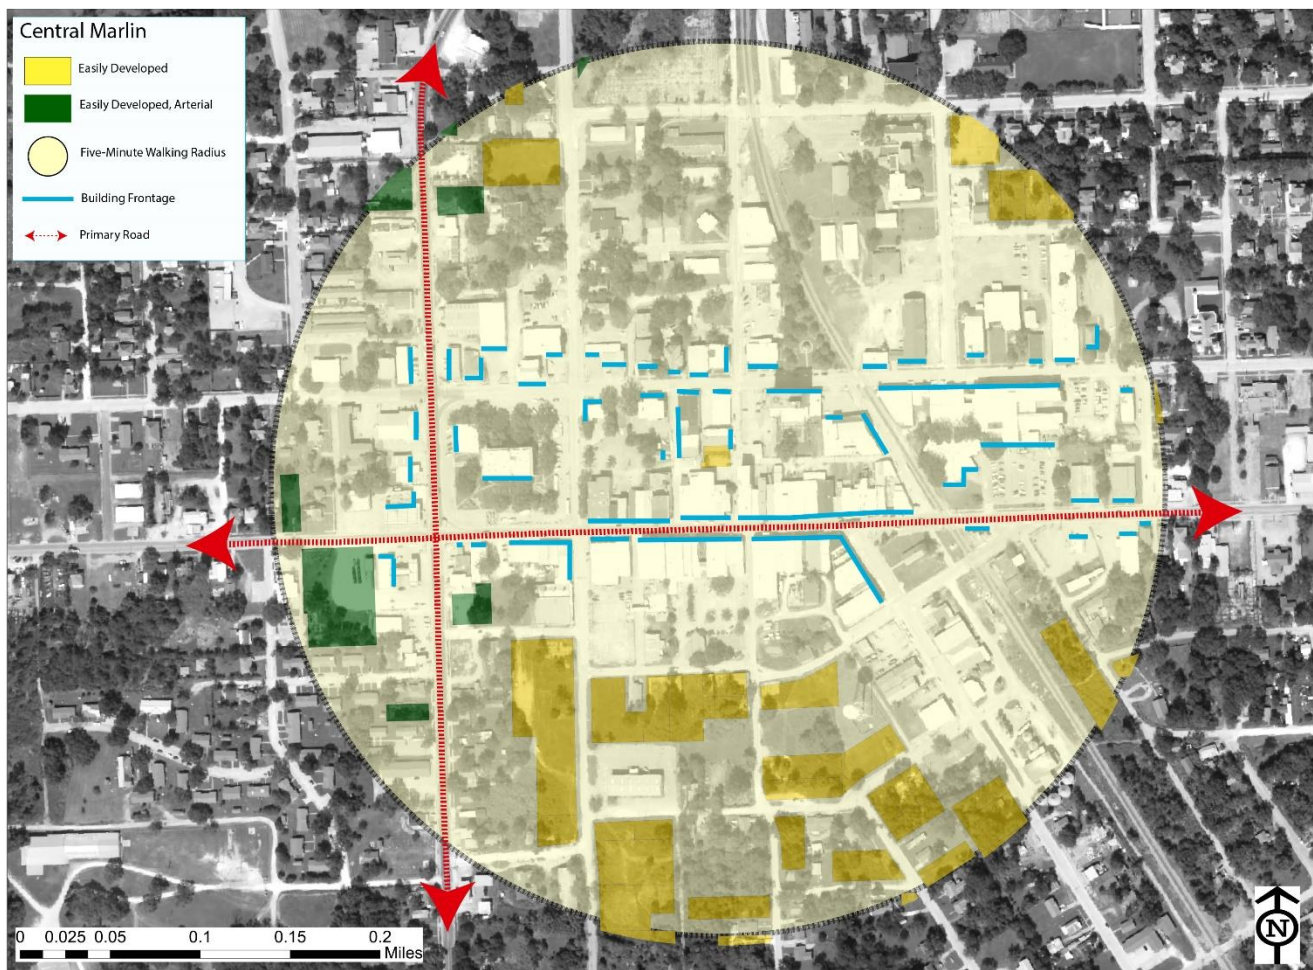 Central Marlin
Easily Developed
Easily Developed, Arterial
Five-Minute Walking Radius
Building Frontage
Primary Road
0 0.025 0.05 0.1 0.15 0.2
Miles
N